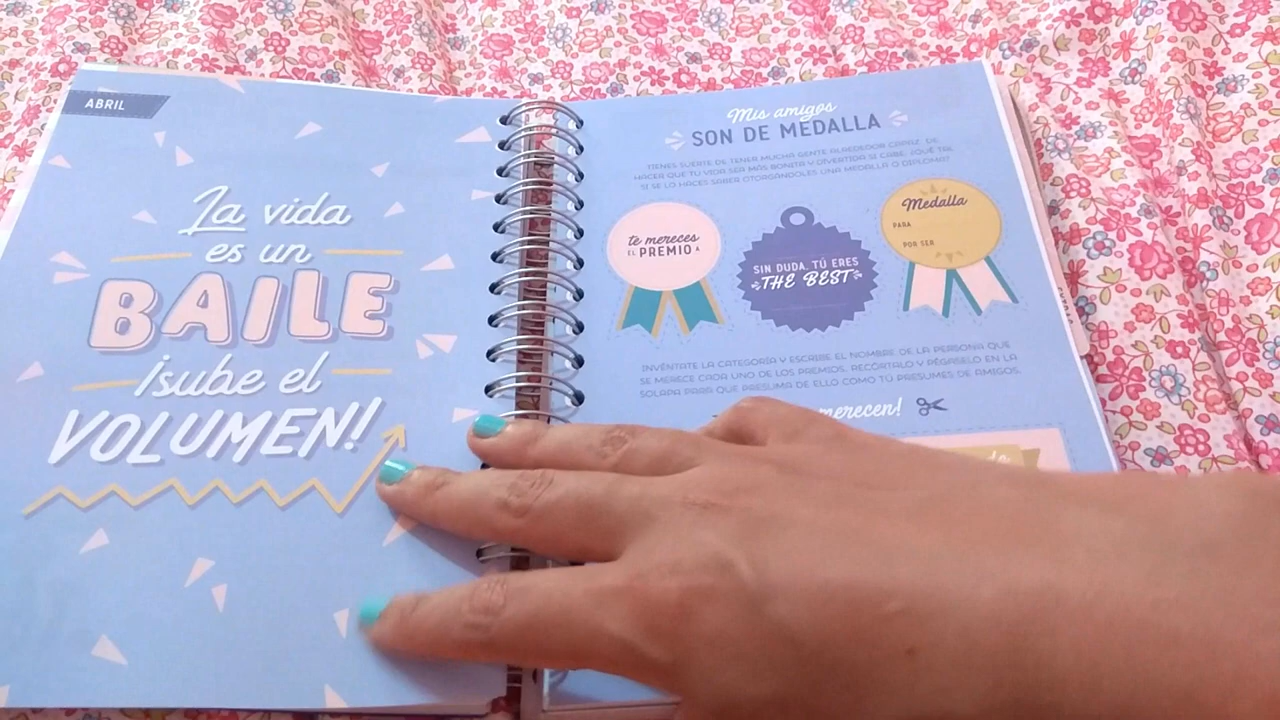 ABRIL
La vida
es un
BAILE
¡sube el
VOLUMEN!
Mis amigos
SON DE MEDALLA
TIENES SUERTE DE TENER MUCHA GENTE ALREDEDOR CAPAZ DE
HACER QUE TU VIDA SEA MÁS BONITA Y DIVERTIDA SI CABE. ¿QUÉ TAL
SI SE LO HACES SABER OTORGÁNDOLES UNA MEDALLA O DIPLOMA?
te mereces
EL PREMIO A
SIN DUDA, TÚ ERES
THE BEST
Medalla
PARA
POR SER
INVÉNTATE LA CATEGORÍA Y ESCRIBE EL NOMBRE DE LA PERSONA QUE
SE MERECE CADA UNO DE LOS PREMIOS. RECÓRTALO Y PÉGASELO EN LA
SOLAPA PARA QUE PRESUMA DE ELLO COMO TÚ PRESUMES DE AMIGOS.
merecen!